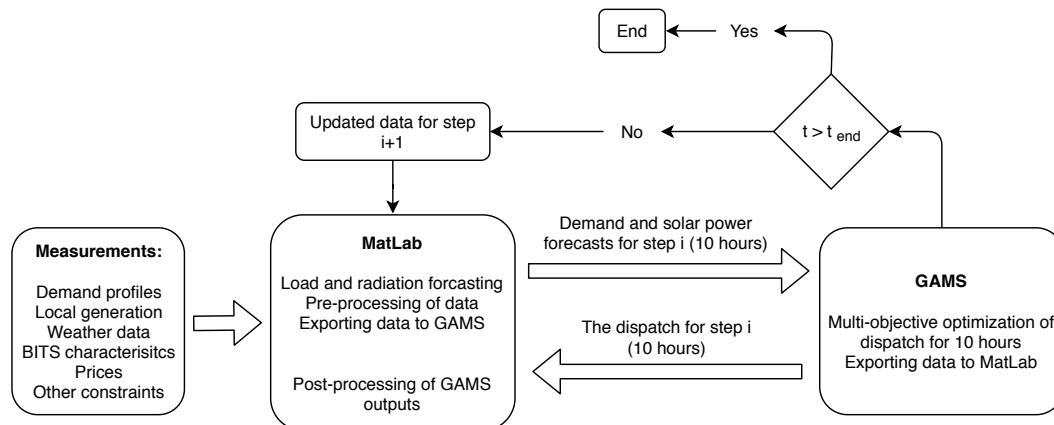 End
Yes
Updated data for step
i+1
No
t > t end
Measurements:
Demand profiles
Local generation
Weather data
BITS characterisitcs
Prices
Other constraints
MatLab
Load and radiation forcasting
Pre-processing of data
Exporting data to GAMS
Post-processing of GAMS
outputs
Demand and solar power
forecasts for step i (10 hours)
The dispatch for step i
(10 hours)
GAMS
Multi-objective optimization of
dispatch for 10 hours
Exporting data to MatLab